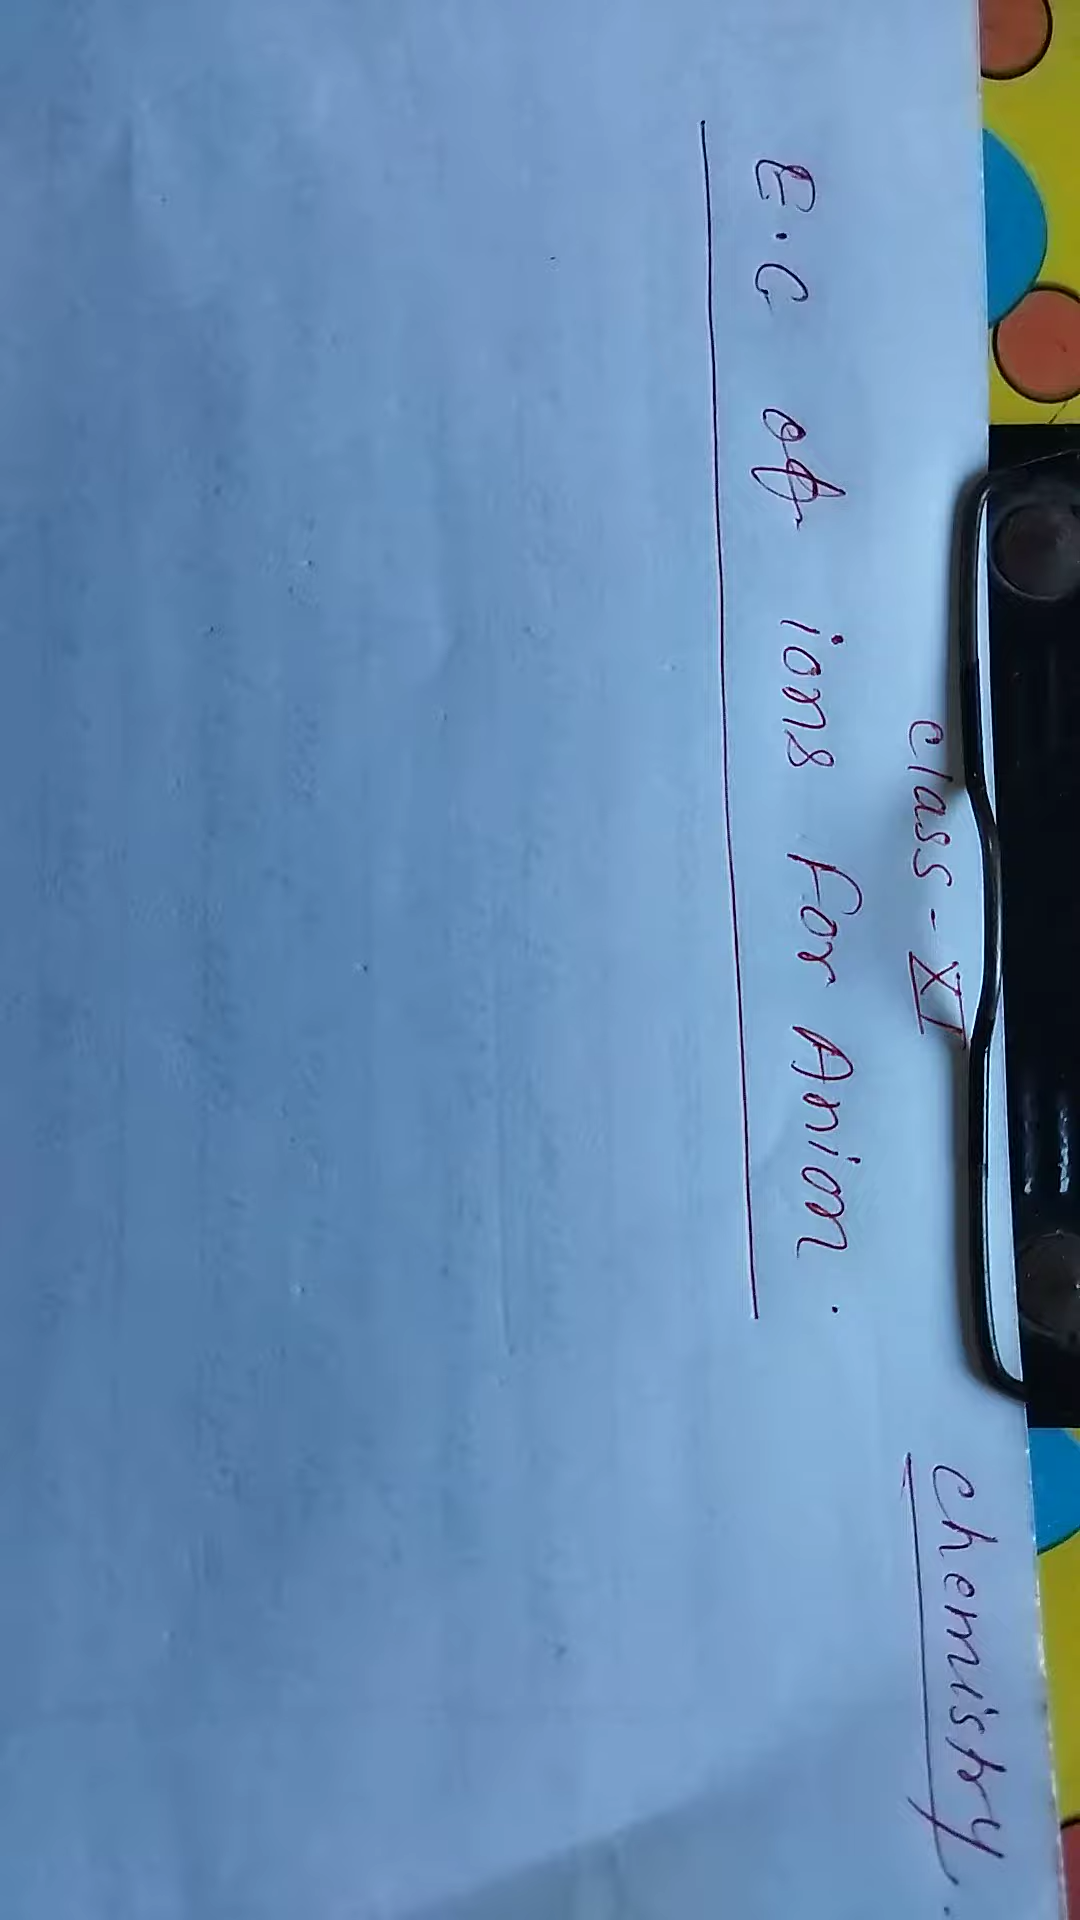 class - XI
chemistry.
E.C of ions For Anion.